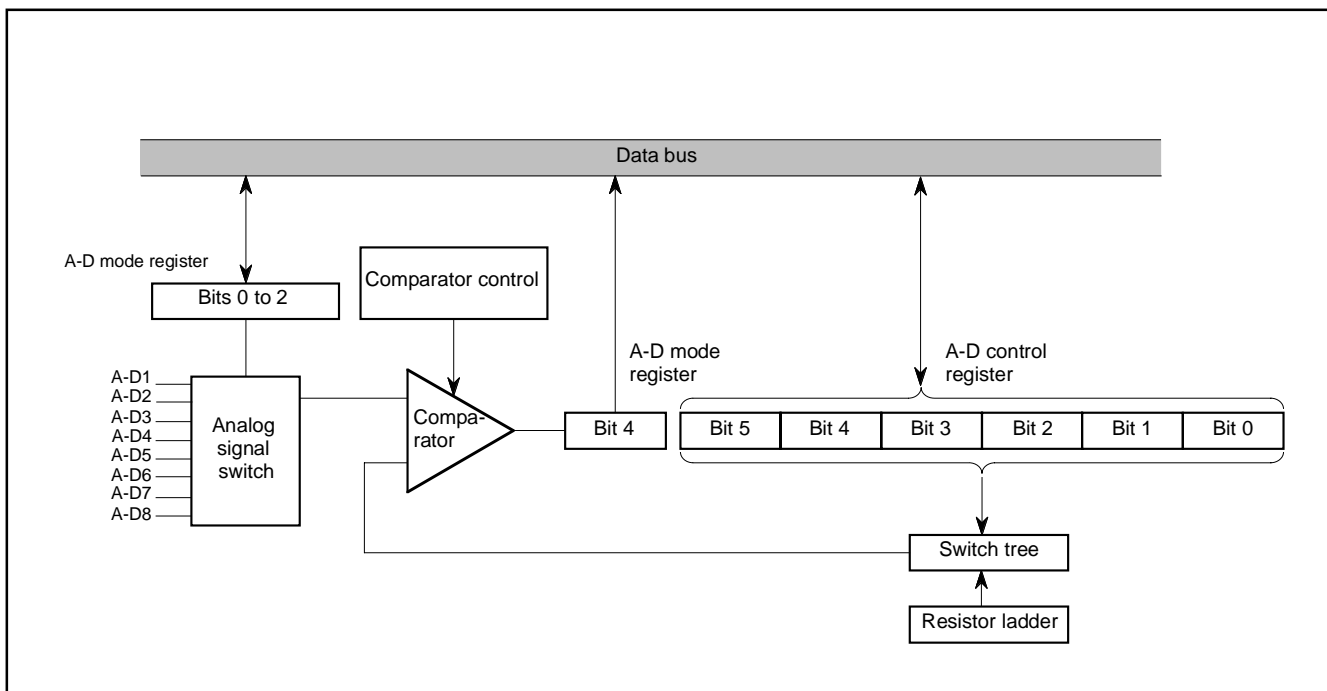 Data bus
A-D mode register
Bits 0 to 2
Comparator control
A-D mode
register
A-D control
register
A-D1
A-D2
A-D3
A-D4
A-D5
A-D6
A-D7
A-D8
Analog
signal
switch
Compa-
rator
Bit 4
Bit 5
Bit 4
Bit 3
Bit 2
Bit 1
Bit 0
Switch tree
Resistor ladder